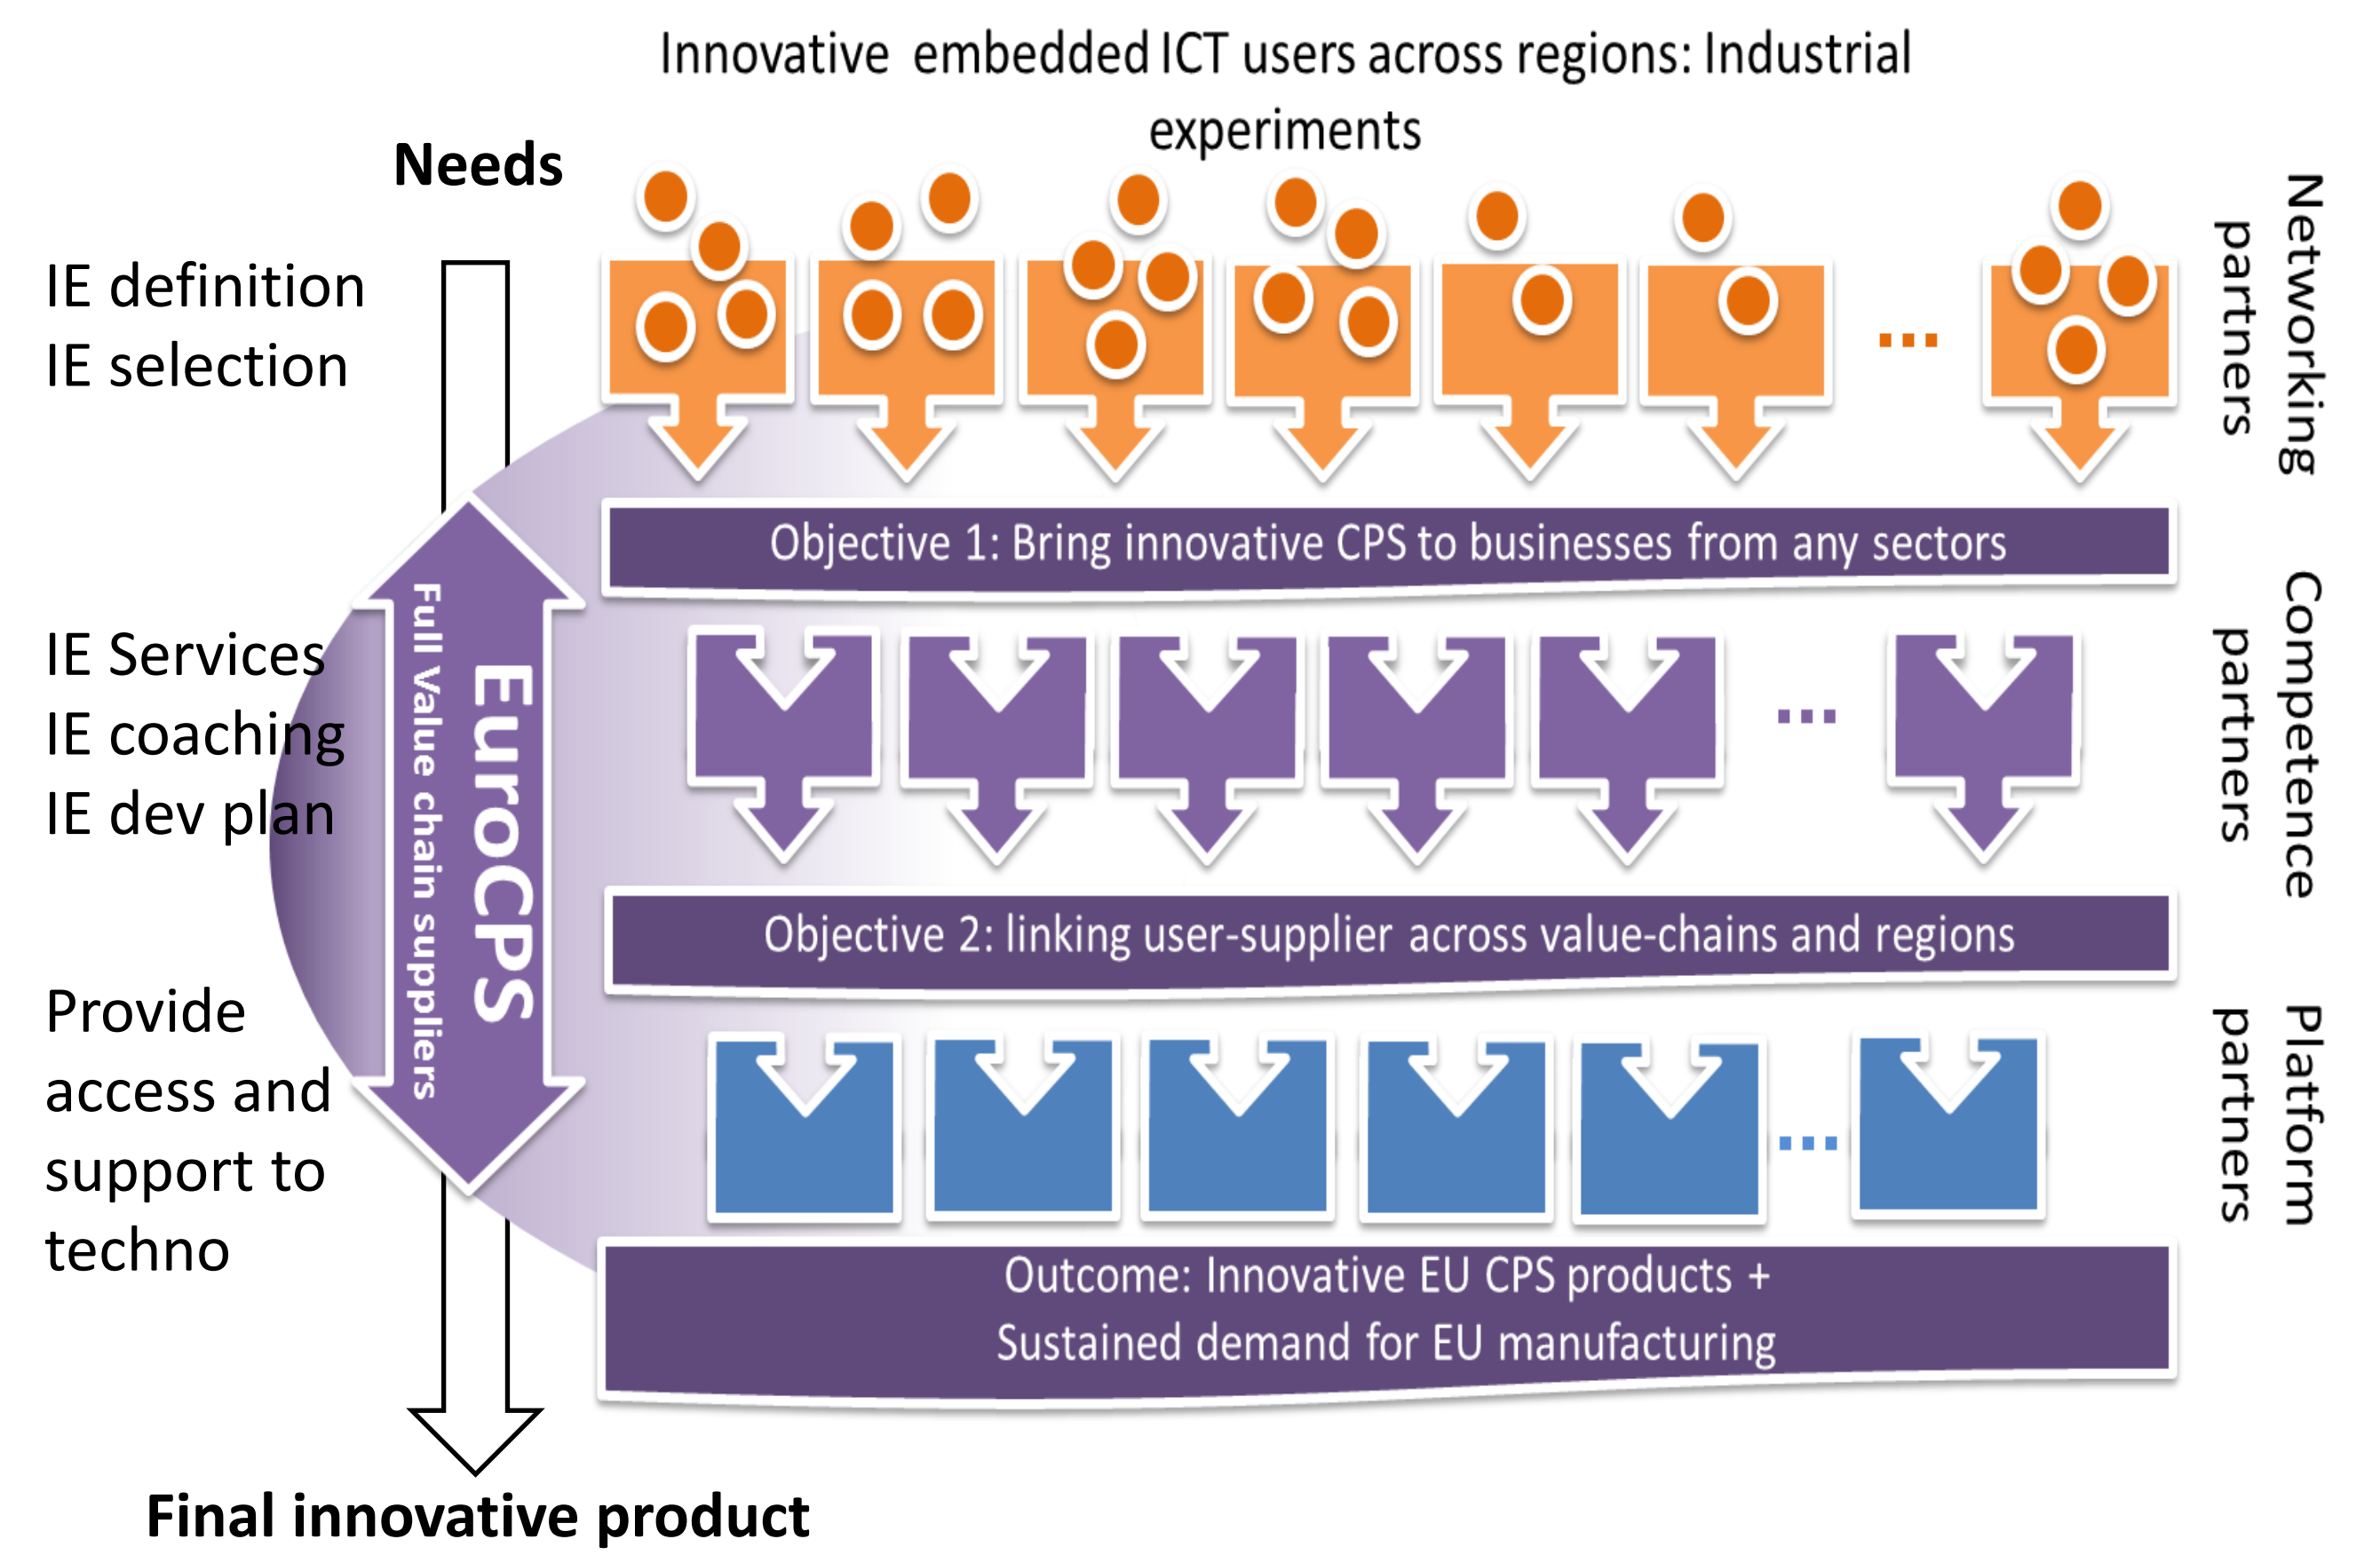 Innovative embedded ICT users across regions: Industrial
experiments
Needs
IE definition
IE selection
Networking
partners
Objective 1: Bring innovative CPS to businesses from any sectors
IE Services
IE coaching
IE dev plan
EuroCPS
Full Value chain suppliers
Competence
partners
Objective 2: linking user-supplier across value-chains and regions
Provide
access and
support to
techno
Platform
partners
Outcome: Innovative EU CPS products +
Sustained demand for EU manufacturing
Final innovative product